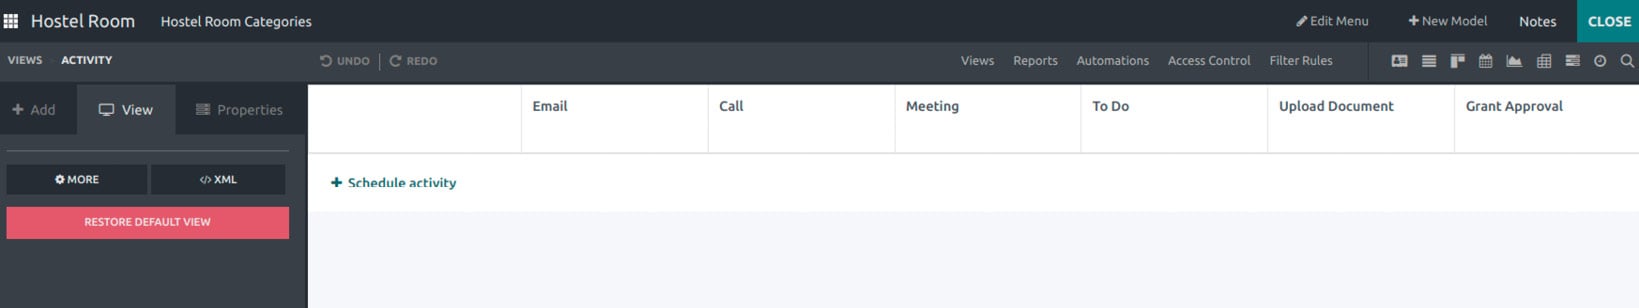 Hostel Room Hostel Room Categories Edit Menu New Model Notes CLOSE
VIEWS ACTIVITY UNDO REDO Views Reports Automations Access Control Filter Rules
Add View Properties
Email Call Meeting To Do Upload Document Grant Approval
MORE </> XML
Schedule activity
RESTORE DEFAULT VIEW